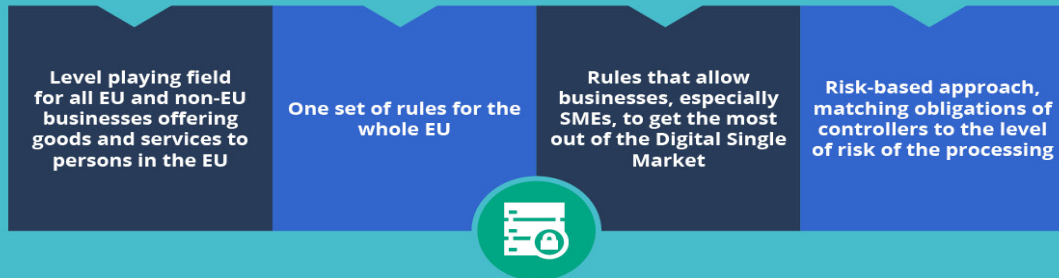 Level playing field
for all EU and non-EU
businesses offering
goods and services to
persons in the EU
One set of rules for the
whole EU
Rules that allow
businesses, especially
SMEs, to get the most
out of the Digital Single
Market
Risk-based approach,
matching obligations of
controllers to the level
of risk of the processing